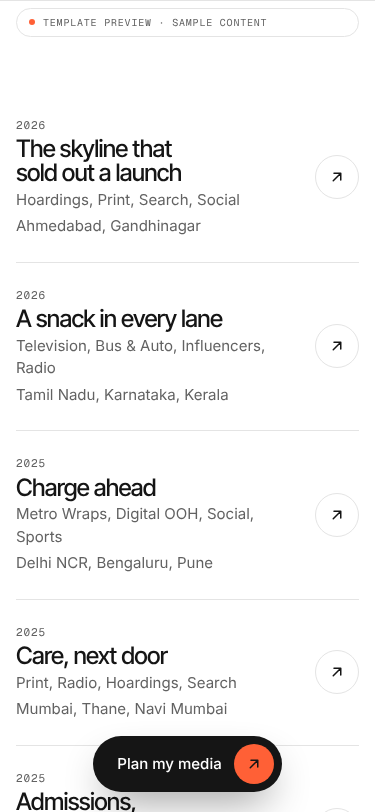 TEMPLATE PREVIEW · SAMPLE CONTENT
2026
The skyline that
sold out a launch
Hoardings, Print, Search, Social
Ahmedabad, Gandhinagar
2026
A snack in every lane
Television, Bus & Auto, Influencers,
Radio
Tamil Nadu, Karnataka, Kerala
2025
Charge ahead
Metro Wraps, Digital OOH, Social,
Sports
Delhi NCR, Bengaluru, Pune
2025
Care, next door
Print, Radio, Hoardings, Search
Mumbai, Thane, Navi Mumbai
Plan my media
2025
Admissions,